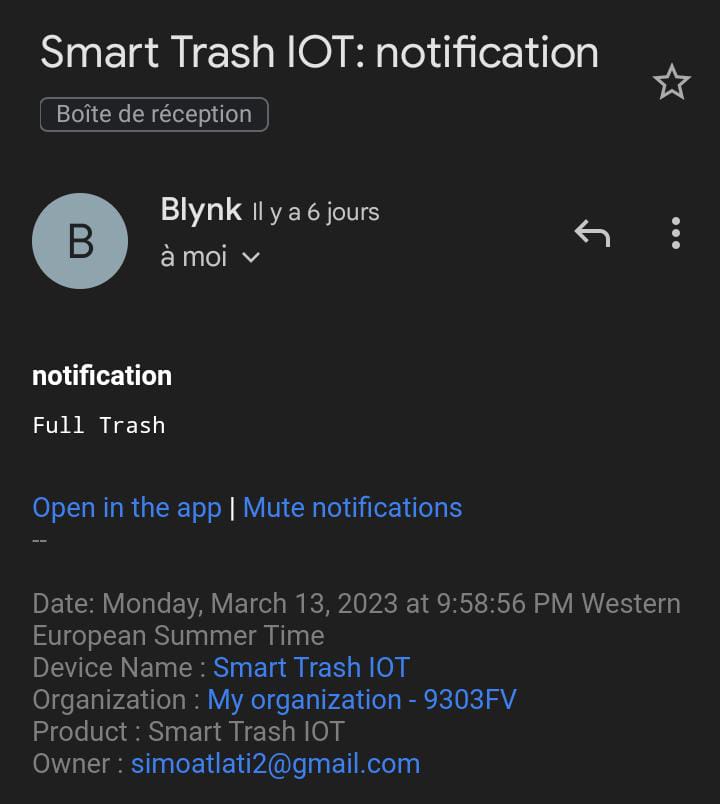 Smart Trash IOT: notification
Boîte de réception
B
Blynk Il y a 6 jours
à moi
notification
Full Trash
Open in the app | Mute notifications
--
Date: Monday, March 13, 2023 at 9:58:56 PM Western
European Summer Time
Device Name : Smart Trash IOT
Organization : My organization - 9303FV
Product : Smart Trash IOT
Owner : simoatlati2@gmail.com